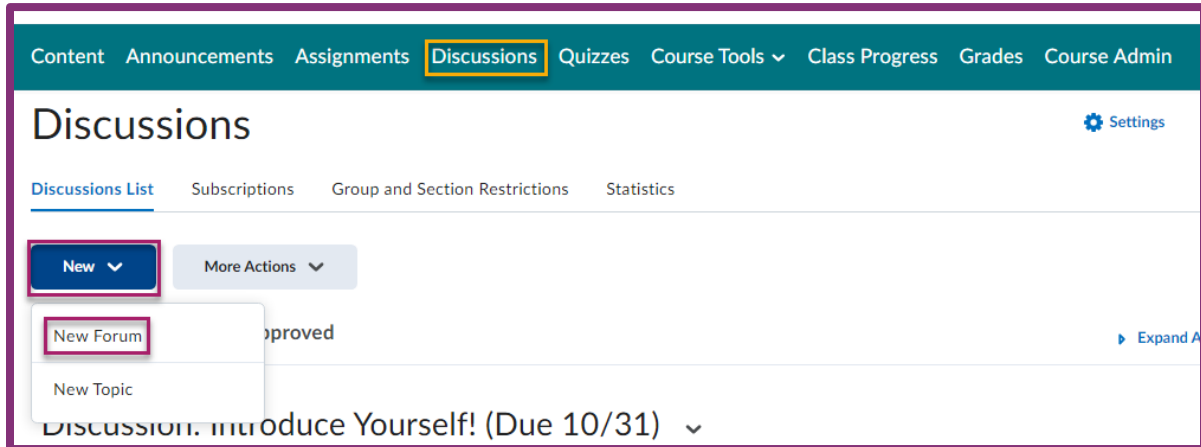 Content Announcements Assignments Discussions Quizzes Course Tools Class Progress Grades Course Admin
Discussions
Settings
Discussions List Subscriptions Group and Section Restrictions Statistics
New More Actions
New Forum
Expand
New Topic
Discussion: Introduce Yourself! (Due 10/31)